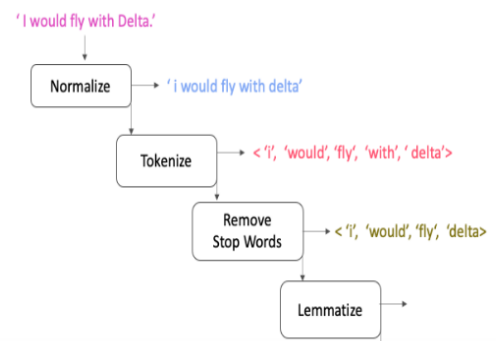 ‘ I would fly with Delta.’
Normalize
‘ i would fly with delta’
Tokenize
< ‘i’, ‘would’, ‘fly’, ‘with’, ‘ delta’>
Remove
Stop Words
< ‘i’, ‘would’, ‘fly’, ‘delta>
Lemmatize